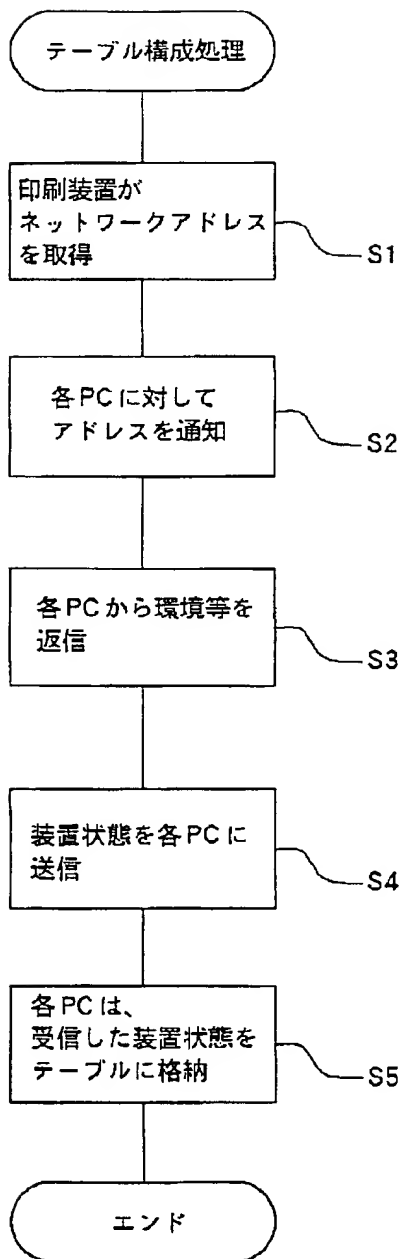 テーブル構成処理
印刷装置が
ネットワークアドレス
を取得
S1
各PCに対して
アドレスを通知
S2
各PCから環境等を
返信
S3
装置状態を各PCに
送信
S4
各PCは、
受信した装置状態を
テーブルに格納
S5
エンド